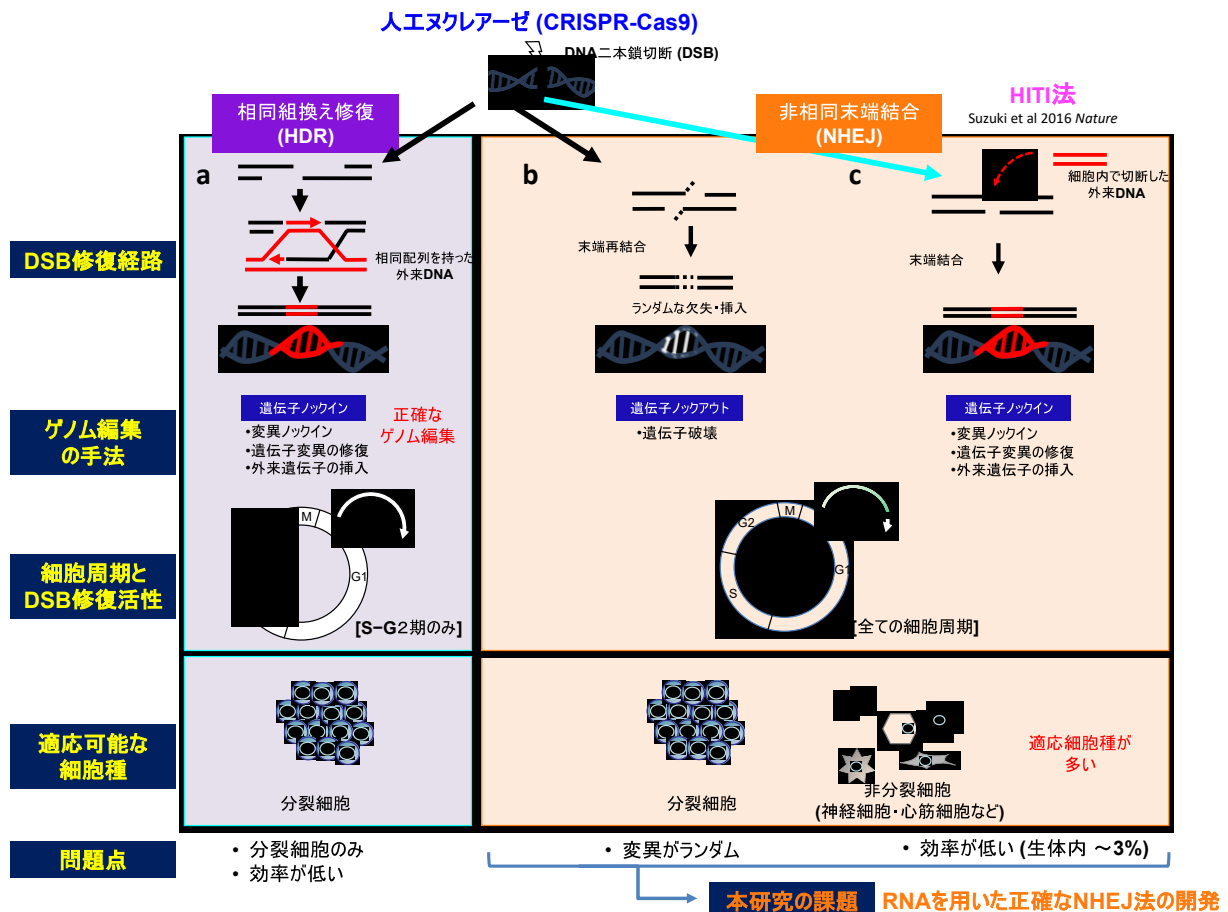 人工ヌクレアーゼ (CRISPR-Cas9)
DNA二本鎖切断 (DSB)
相同組換え修復
(HDR)
非相同末端結合
(NHEJ)
HITI法
Suzuki et al 2016 Nature
a
b
c
細胞内で切断した
外来DNA
DSB修復経路
相同配列を持った
外来DNA
末端再結合
末端結合
ランダムな欠失・挿入
ゲノム編集
の手法
遺伝子ノックイン
正確な
ゲノム編集
・変異ノックイン
・遺伝子変異の修復
・外来遺伝子の挿入
遺伝子ノックアウト
・遺伝子破壊
遺伝子ノックイン
・変異ノックイン
・遺伝子変異の修復
・外来遺伝子の挿入
細胞周期と
DSB修復活性
M
G1
[S−G2期のみ]
G2
M
G1
S
[全ての細胞周期]
適応可能な
細胞種
分裂細胞
分裂細胞
非分裂細胞
(神経細胞・心筋細胞など)
適応細胞種が
多い
問題点
・ 分裂細胞のみ
・ 効率が低い
・ 変異がランダム
・ 効率が低い (生体内 ～3%)
本研究の課題 RNAを用いた正確なNHEJ法の開発